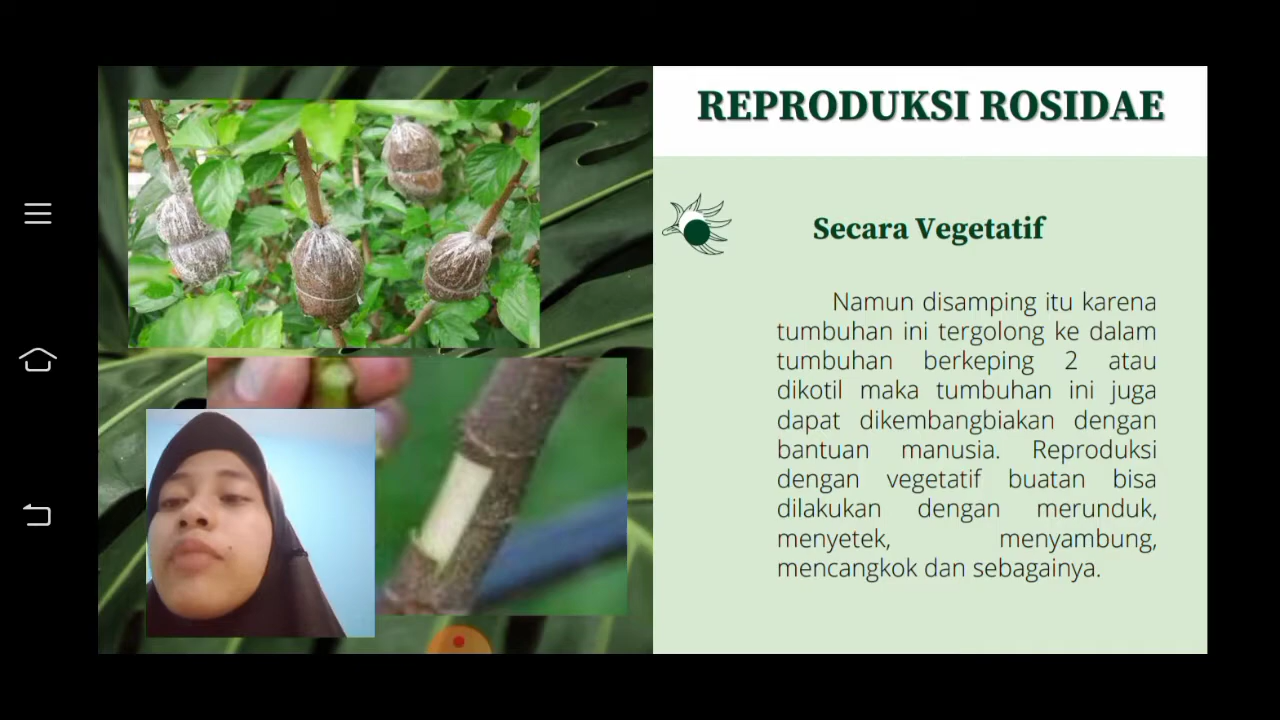 REPRODUKSI ROSIDAE
Secara Vegetatif
Namun disamping itu karena
tumbuhan ini tergolong ke dalam
tumbuhan berkeping 2 atau
dikotil maka tumbuhan ini juga
dapat dikembangbiakan dengan
bantuan manusia. Reproduksi
dengan vegetatif buatan bisa
dilakukan dengan merunduk,
menyetek, menyambung,
mencangkok dan sebagainya.